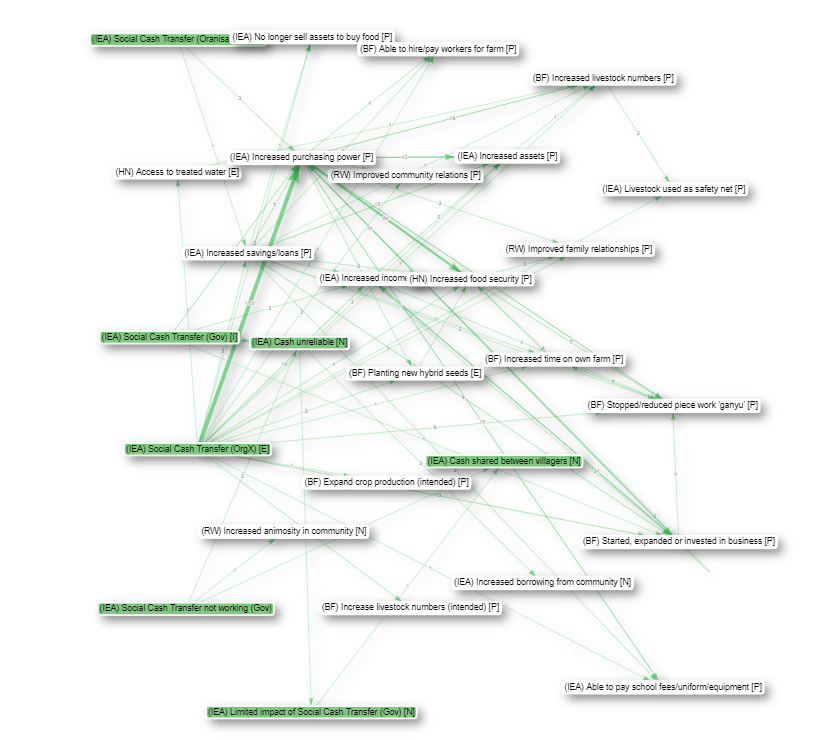 (IEA) Social Cash Transfer (Oranisa
(IEA) No longer sell assets to buy food [P]
(BF) Able to hire/pay workers for farm [P]
(BF) Increased livestock numbers [P]
(IEA) Increased purchasing power [P]
(IEA) Increased assets [P]
(HN) Access to treated water [E]
(RW) Improved community relations [P]
(IEA) Livestock used as safety net [P]
(IEA) Increased savings/loans [P]
(RW) Improved family relationships [P]
(IEA) Increased incom
(HN) Increased food security [P]
(IEA) Social Cash Transfer (Gov) [I]
(IEA) Cash unreliable [N]
(BF) Increased time on own farm [P]
(BF) Planting new hybrid seeds [E]
(BF) Stopped/reduced piece work 'ganyu' [P]
(IEA) Social Cash Transfer (OrgX) [E]
(IEA) Cash shared between villagers [N]
(BF) Expand crop production (intended) [P]
(RW) Increased animosity in community [N]
(BF) Started, expanded or invested in business [P]
(IEA) Increased borrowing from community [N]
(IEA) Social Cash Transfer not working (Gov)
(BF) Increase livestock numbers (intended) [P]
(IEA) Able to pay school fees/uniform/equipment [P]
(IEA) Limited impact of Social Cash Transfer (Gov) [N]